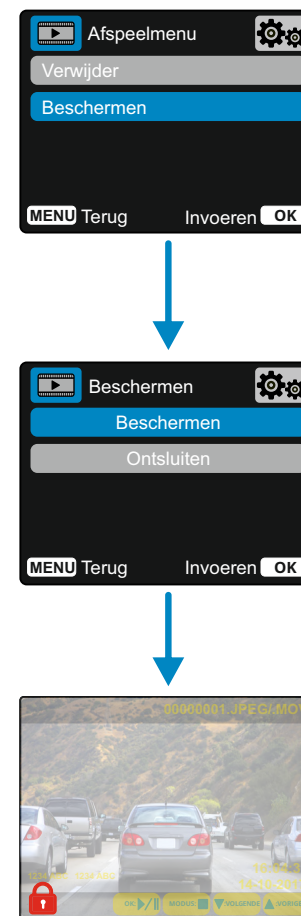 Afspeelmenu
Verwijder
Beschermen
MENU Terug Invoeren OK
Beschermen
Beschermen
Ontsluiten
MENU Terug Invoeren OK
00000001.JPEG/.MOV
OK: MODUS VOLGENDE